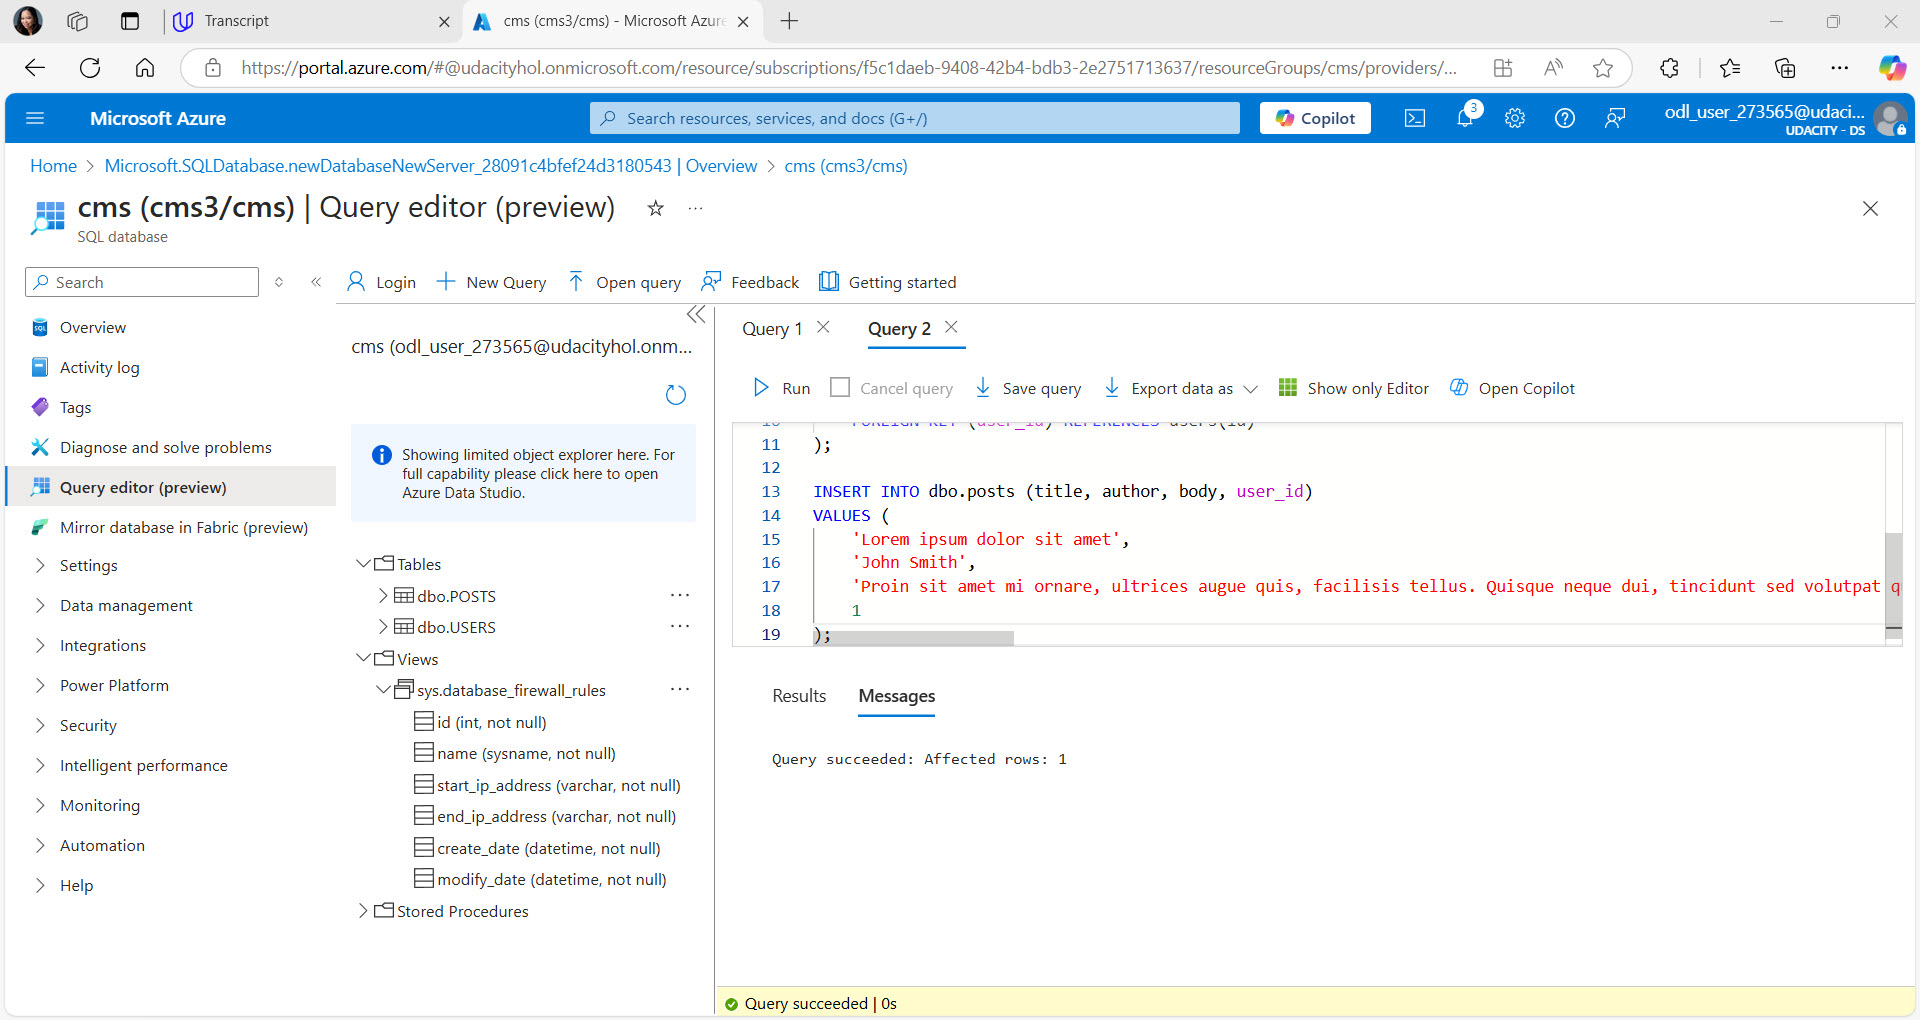 Transcript
cms (cms3/cms) - Microsoft Azure
https://portal.azure.com/#@udacityhol.onmicrosoft.com/resource/subscriptions/f5c1daeb-9408-42b4-bdb3-2e2751713637/resourceGroups/cms/providers/...
Microsoft Azure
Search resources, services, and docs (G+/)
Copilot
3
odl_user_273565@udaci...
UDACITY - DS
Home > Microsoft.SQLDatabase.newDatabaseNewServer_28091c4bfef24d3180543 | Overview > cms (cms3/cms)
cms (cms3/cms) | Query editor (preview)
SQL database
Search
Login
New Query
Open query
Feedback
Getting started
Overview
Activity log
Tags
Diagnose and solve problems
Query editor (preview)
Mirror database in Fabric (preview)
Settings
Data management
Integrations
Power Platform
Security
Intelligent performance
Monitoring
Automation
Help
cms (odl_user_273565@udacityhol.onm...
Showing limited object explorer here. For
full capability please click here to open
Azure Data Studio.
Tables
dbo.POSTS
dbo.USERS
Views
sys.database_firewall_rules
id (int, not null)
name (sysname, not null)
start_ip_address (varchar, not null)
end_ip_address (varchar, not null)
create_date (datetime, not null)
modify_date (datetime, not null)
Stored Procedures
Query 1
Query 2
Run
Cancel query
Save query
Export data as
Show only Editor
Open Copilot
10 FOREIGN KEY (user_id) REFERENCES users(id)
11 );
12
13 INSERT INTO dbo.posts (title, author, body, user_id)
14 VALUES (
15 'Lorem ipsum dolor sit amet',
16 'John Smith',
17 'Proin sit amet mi ornare, ultrices augue quis, facilisis tellus. Quisque neque dui, tincidunt sed volutpat q
18 1
19 );
Results
Messages
Query succeeded: Affected rows: 1
Query succeeded | 0s